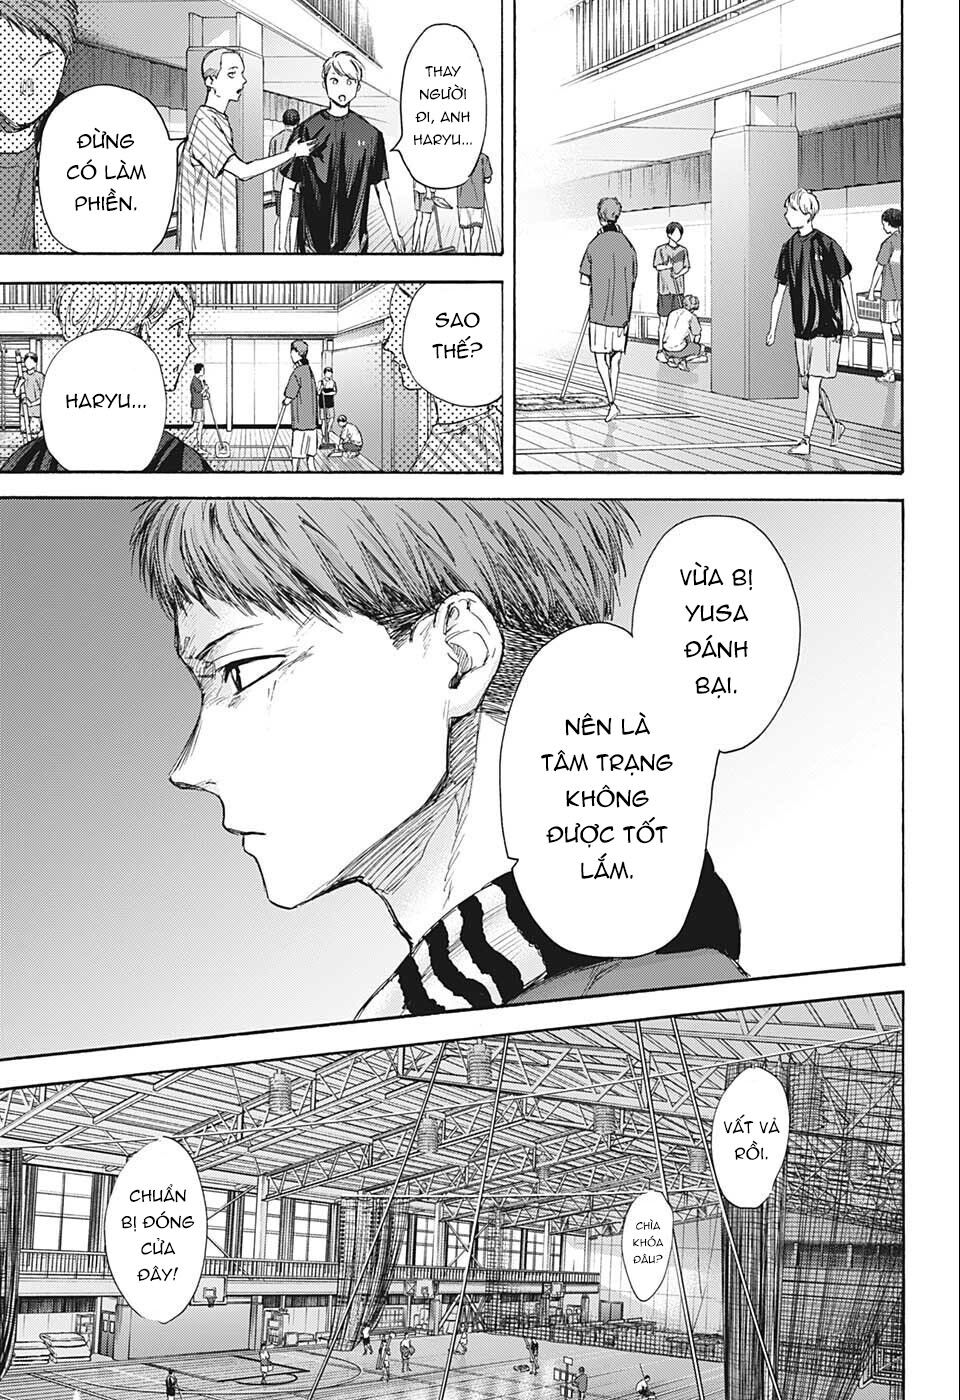 THAY
NGƯỜI
ĐI, ANH
HARYU...
ĐỪNG
CÓ LÀM
PHIỀN.
SAO
THẾ?
HARYU...
VỪA BỊ
YUSA
ĐÁNH
BẠI.
NÊN LÀ
TÂM TRẠNG
KHÔNG
ĐƯỢC TỐT
LẮM.
VẤT VẢ
RỒI.
CHÌA
KHÓA
ĐÂU?
CHUẨN
BỊ ĐÓNG
CỬA
ĐÂY!